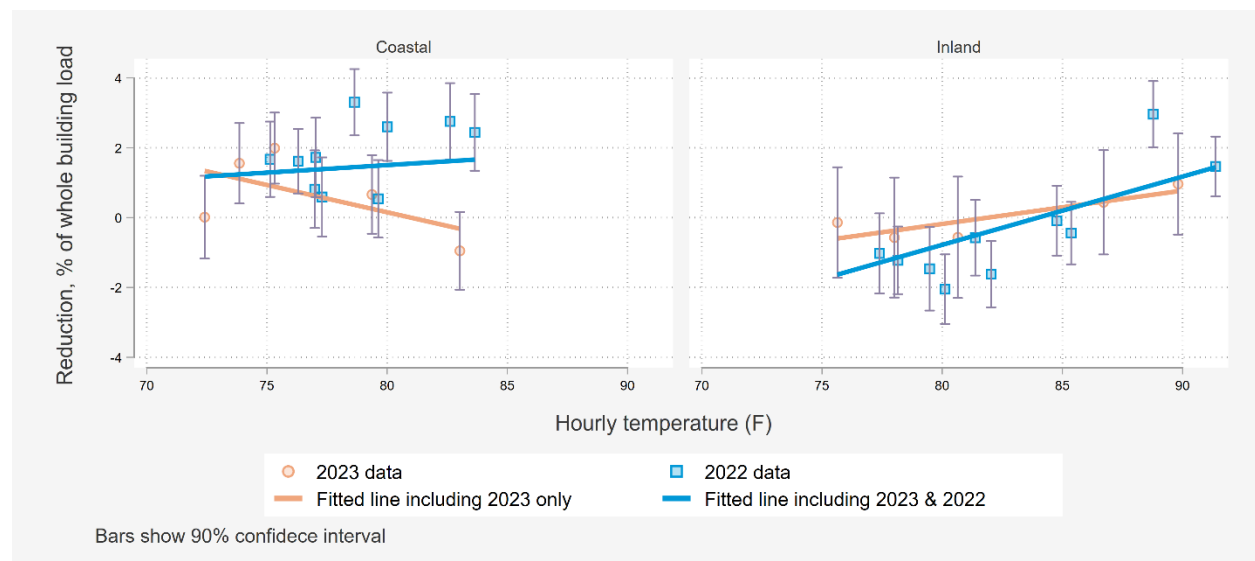 Coastal Inland
Reduction, % of whole building load
4
2
0
-2
-4
70 75 80 85 90 70 75 80 85 90
Hourly temperature (F)
2023 data 2022 data
Fitted line including 2023 only Fitted line including 2023 & 2022
Bars show 90% confidece interval